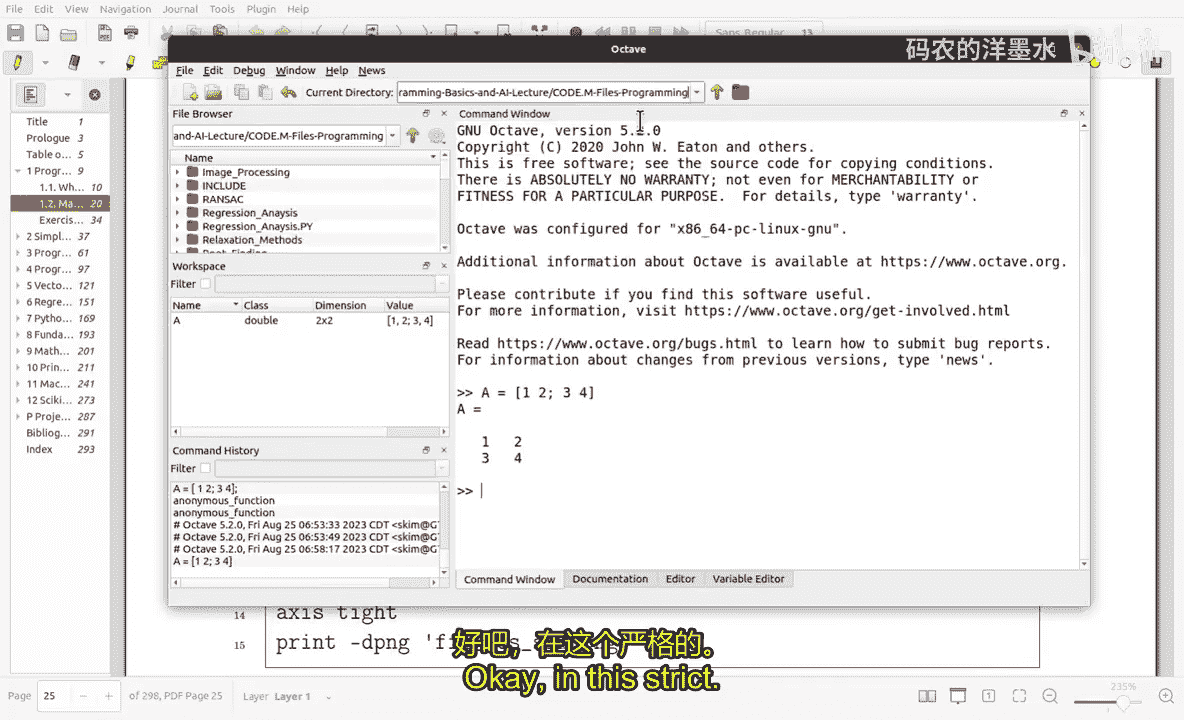 File Edit View Navigation Journal Tools Plugin Help
Sans Regular 13
码农的洋墨水
Octave
File Edit Debug Window Help News
Current Directory: ramming-Basics-and-AI-Lecture/CODE.M-Files-Programming
File Browser
and-AI-Lecture/CODE.M-Files-Programming
Name
Image_Processing
INCLUDE
RANSAC
Regression_Anaysis
Regression_Analysis.PY
Relaxation_Methods
Workspace
Filter
Name Class Dimension Value
A double 2x2 [1, 2; 3, 4]
Command History
Filter
A = [ 1 2; 3 4];
anonymous_function
anonymous_function
# Octave 5.2.0, Fri Aug 25 06:53:33 2023 CDT <skim@G
# Octave 5.2.0, Fri Aug 25 06:53:49 2023 CDT <skim@G
# Octave 5.2.0, Fri Aug 25 06:58:17 2023 CDT <skim@G
A = [1 2; 3 4]
Command Window
GNU Octave, version 5.2.0
Copyright (C) 2020 John W. Eaton and others.
This is free software; see the source code for copying conditions.
There is ABSOLUTELY NO WARRANTY; not even for MERCHANTABILITY or
FITNESS FOR A PARTICULAR PURPOSE. For details, type 'warranty'.
Octave was configured for "x86_64-pc-linux-gnu".
Additional information about Octave is available at https://www.octave.org.
Please contribute if you find this software useful.
For more information, visit https://www.octave.org/get-involved.html
Read https://www.octave.org/bugs.html to learn how to submit bug reports.
For information about changes from previous versions, type 'news'.
>> A = [1 2; 3 4]
A =
1 2
3 4
>>
Command Window Documentation Editor Variable Editor
Title 1
Prologue 3
Table o... 5
1 Progr... 9
1.1. Wh... 10
1.2. Ma... 20
Exercis... 34
2 Simpl... 37
3 Progr... 61
4 Progr... 97
5 Vecto... 121
6 Regre... 151
7 Pytho... 169
8 Funda... 193
9 Math... 201
10 Prin... 211
11 Mac... 241
12 Sciki... 273
P Proje... 287
Bibliog... 291
Index 293
14 axis tight
15 print -dpng
好吧，在这个严格的。
Okay, in this strict.
Page 25 of 298, PDF Page 25 Layer Layer 1
235%